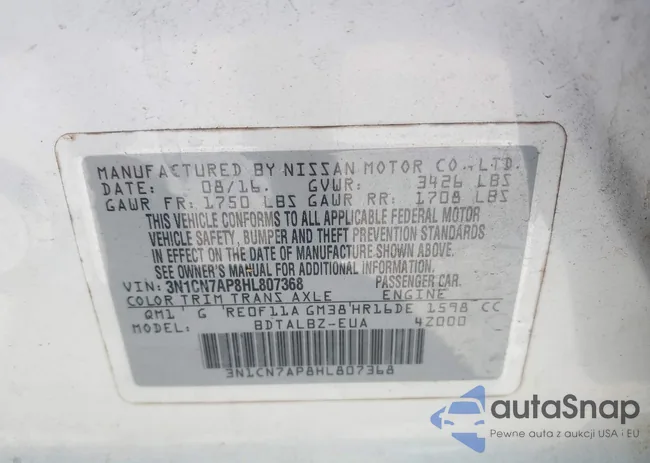 MANUFACTURED BY NISSAN MOTOR CO., LTD.
DATE: 08/16. GVWR: 3426 LBS
GAWR FR: 1750 LBS GAWR RR: 1708 LBS
THIS VEHICLE CONFORMS TO ALL APPLICABLE FEDERAL MOTOR
VEHICLE SAFETY, BUMPER AND THEFT PREVENTION STANDARDS
IN EFFECT ON THE DATE OF MANUFACTURE SHOWN ABOVE.
SEE OWNER'S MANUAL FOR ADDITIONAL INFORMATION.
VIN: 3N1CN7AP8HL807368 PASSENGER CAR.
COLOR TRIM TRANS AXLE ENGINE
QM1 G RE0F11A GM38 HR16DE 1598 CC
MODEL: BDTALBZ-EUA 4Z000
3N1CN7AP8HL807368
autaSnap
Pewne auta z aukcji USA i EU